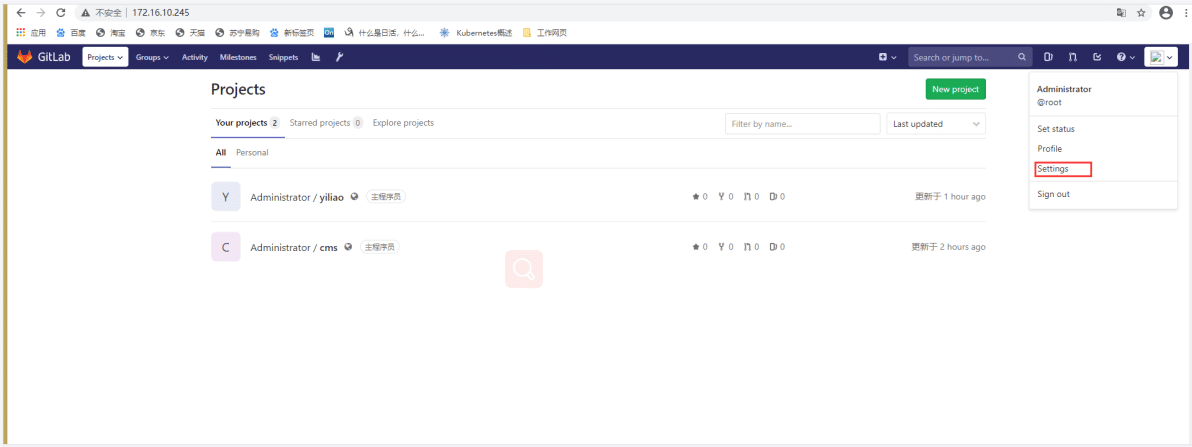 不安全 | 172.16.10.245
应用 百度 淘宝 京东 天猫 苏宁易购 新标签页 什么是日活、什么... Kubernetes概述 工作网页
GitLab Projects Groups Activity Milestones Snippets Search or jump to...
Projects New project
Administrator
@root
Your projects 2 Starred projects 0 Explore projects Filter by name... Last updated
Set status
All Personal
Profile
Settings
Y Administrator / yiliao 主程序员 0 0 0 0 更新于 1 hour ago
Sign out
C Administrator / cms 主程序员 0 0 0 0 更新于 2 hours ago